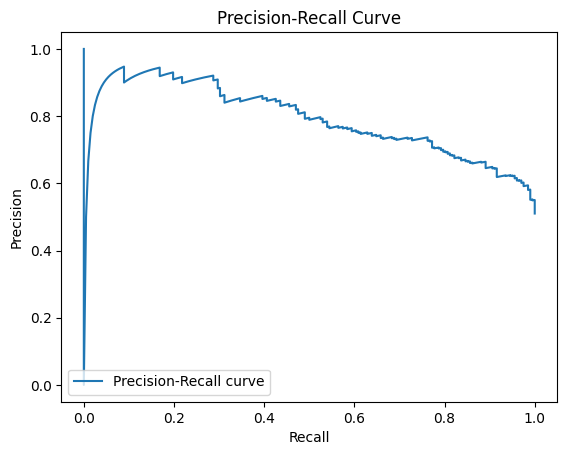 Precision-Recall Curve
1.0
0.8
0.6
0.4
0.2
0.0
Precision
Precision-Recall curve
0.0 0.2 0.4 0.6 0.8 1.0
Recall